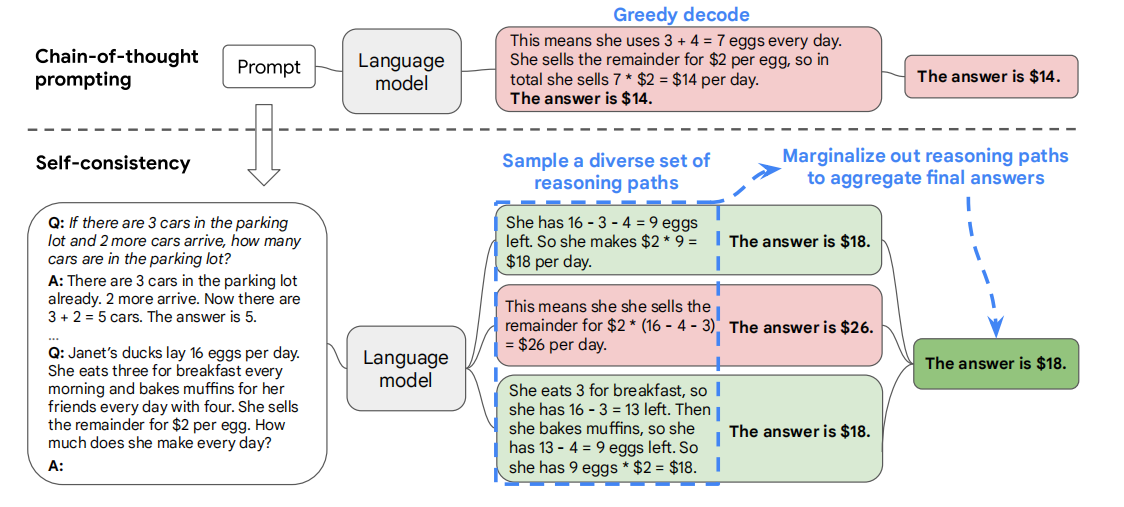 Greedy decode
Chain-of-thought
prompting
Prompt
Language
model
This means she uses 3 + 4 = 7 eggs every day.
She sells the remainder for $2 per egg, so in
total she sells 7 * $2 = $14 per day.
The answer is $14.
The answer is $14.
Self-consistency
Sample a diverse set of
reasoning paths
Marginalize out reasoning paths
to aggregate final answers
Q: If there are 3 cars in the parking
lot and 2 more cars arrive, how many
cars are in the parking lot?
A: There are 3 cars in the parking lot
already. 2 more arrive. Now there are
3 + 2 = 5 cars. The answer is 5.
...
Q: Janet's ducks lay 16 eggs per day.
She eats three for breakfast every
morning and bakes muffins for her
friends every day with four. She sells
the remainder for $2 per egg. How
much does she make every day?
A:
Language
model
She has 16 - 3 - 4 = 9 eggs
left. So she makes $2 * 9 =
$18 per day.
The answer is $18.
This means she she sells the
remainder for $2 * (16 - 4 - 3)
= $26 per day.
The answer is $26.
She eats 3 for breakfast, so
she has 16 - 3 = 13 left. Then
she bakes muffins, so she
has 13 - 4 = 9 eggs left. So
she has 9 eggs * $2 = $18.
The answer is $18.
The answer is $18.